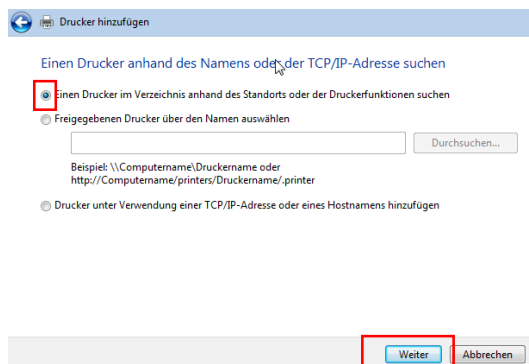 Drucker hinzufügen
Einen Drucker anhand des Namens oder der TCP/IP-Adresse suchen
Einen Drucker im Verzeichnis anhand des Standorts oder der Druckerfunktionen suchen
Freigegebenen Drucker über den Namen auswählen
Durchsuchen...
Beispiel: \\Computername\Druckername oder
http://Computername/printers/Druckername/.printer
Drucker unter Verwendung einer TCP/IP-Adresse oder eines Hostnamens hinzufügen
Weiter Abbrechen